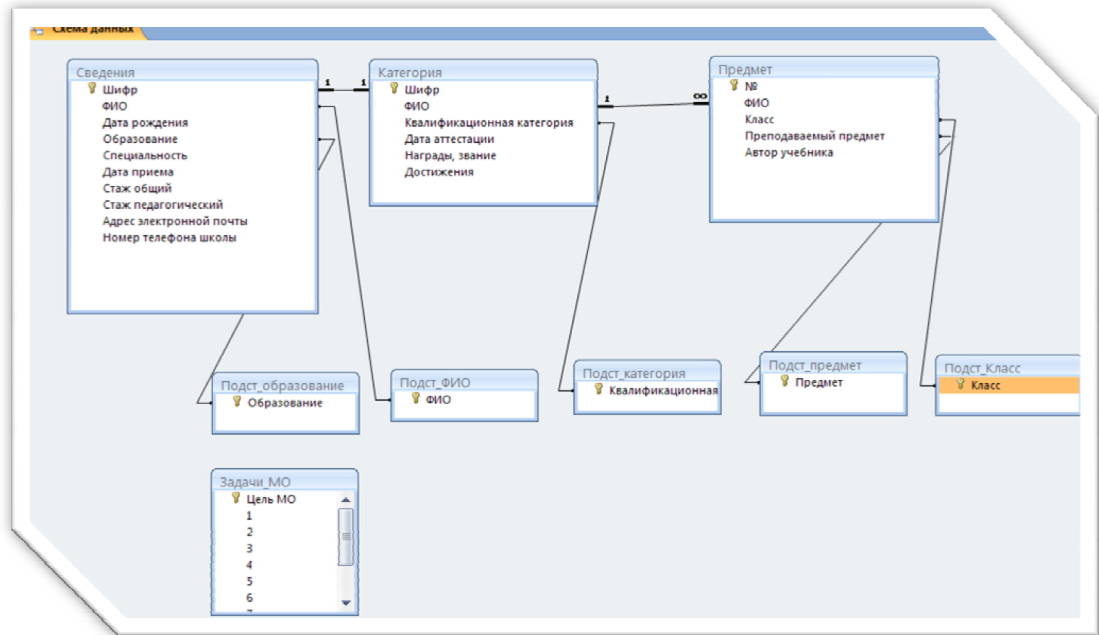 Схема данных
Сведения
Шифр
ФИО
Дата рождения
Образование
Специальность
Дата приема
Стаж общий
Стаж педагогический
Адрес электронной почты
Номер телефона школы
1
1
Категория
Шифр
ФИО
Квалификационная категория
Дата аттестации
Награды, звание
Достижения
1
∞
Предмет
№
ФИО
Класс
Преподаваемый предмет
Автор учебника
Подст_образование
Образование
Подст_ФИО
ФИО
Подст_категория
Квалификационная
Подст_предмет
Предмет
Подст_Класс
Класс
Задачи_МО
Цель МО
1
2
3
4
5
6